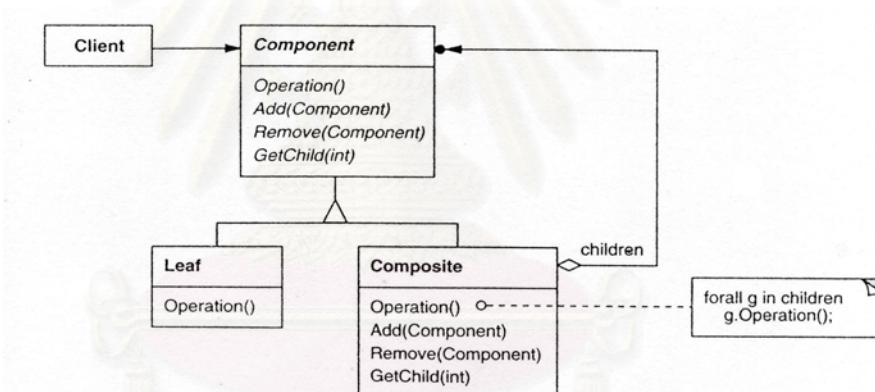 Client
Component
Operation()
Add(Component)
Remove(Component)
GetChild(int)
Leaf
Operation()
Composite
Operation()
Add(Component)
Remove(Component)
GetChild(int)
children
forall g in children
g.Operation();